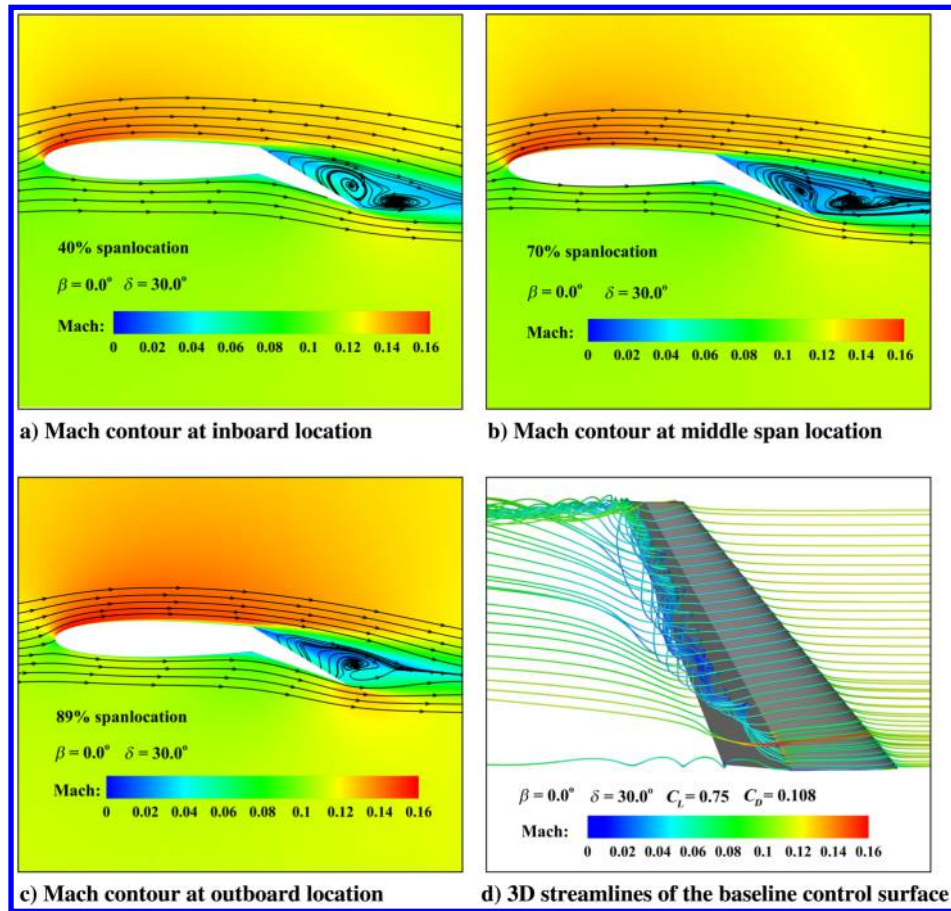 40% spanlocation
β = 0.0° δ = 30.0°
Mach:
0 0.02 0.04 0.06 0.08 0.1 0.12 0.14 0.16
a) Mach contour at inboard location
70% spanlocation
β = 0.0° δ = 30.0°
Mach:
0 0.02 0.04 0.06 0.08 0.1 0.12 0.14 0.16
b) Mach contour at middle span location
89% spanlocation
β = 0.0° δ = 30.0°
Mach:
0 0.02 0.04 0.06 0.08 0.1 0.12 0.14 0.16
c) Mach contour at outboard location
β = 0.0° δ = 30.0° C_L = 0.75 C_D = 0.108
Mach:
0 0.02 0.04 0.06 0.08 0.1 0.12 0.14 0.16
d) 3D streamlines of the baseline control surface